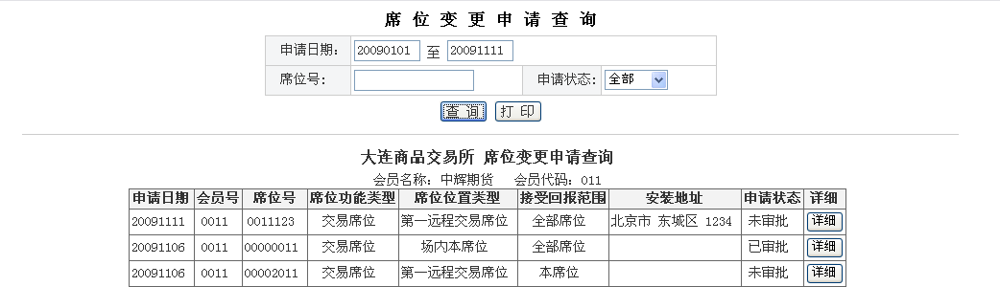 席 位 变 更 申 请 查 询
申请日期： 20090101 至 20091111
席位号： 申请状态: 全部
查 询 打 印
大连商品交易所 席位变更申请查询
会员名称：中辉期货 会员代码：011
申请日期 会员号 席位号 席位功能类型 席位位置类型 接受回报范围 安装地址 申请状态 详细
20091111 0011 0011123 交易席位 第一远程交易席位 全部席位 北京市 东城区 1234 未审批 详细
20091106 0011 00000011 交易席位 场内本席位 全部席位 已审批 详细
20091106 0011 00002011 交易席位 第一远程交易席位 本席位 未审批 详细